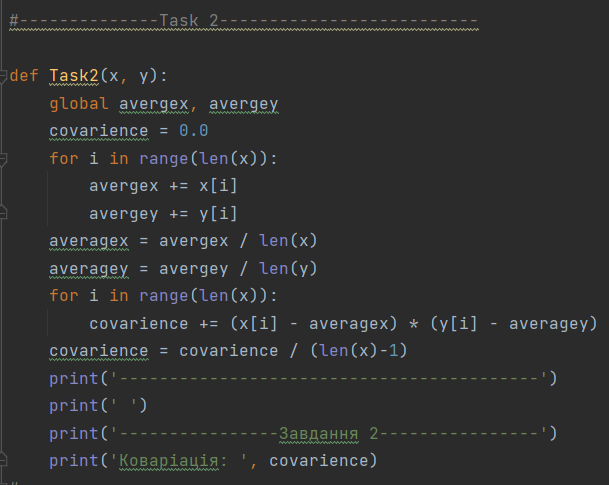 #--------------Task 2--------------------------
def Task2(x, y):
    global avergex, avergey
    covarience = 0.0
    for i in range(len(x)):
        avergex += x[i]
        avergey += y[i]
    averagex = avergex / len(x)
    averagey = avergey / len(y)
    for i in range(len(x)):
        covarience += (x[i] - averagex) * (y[i] - averagey)
    covarience = covarience / (len(x)-1)
    print('------------------------------------------')
    print(' ')
    print('----------------Завдання 2----------------')
    print('Коваріація: ', covarience)